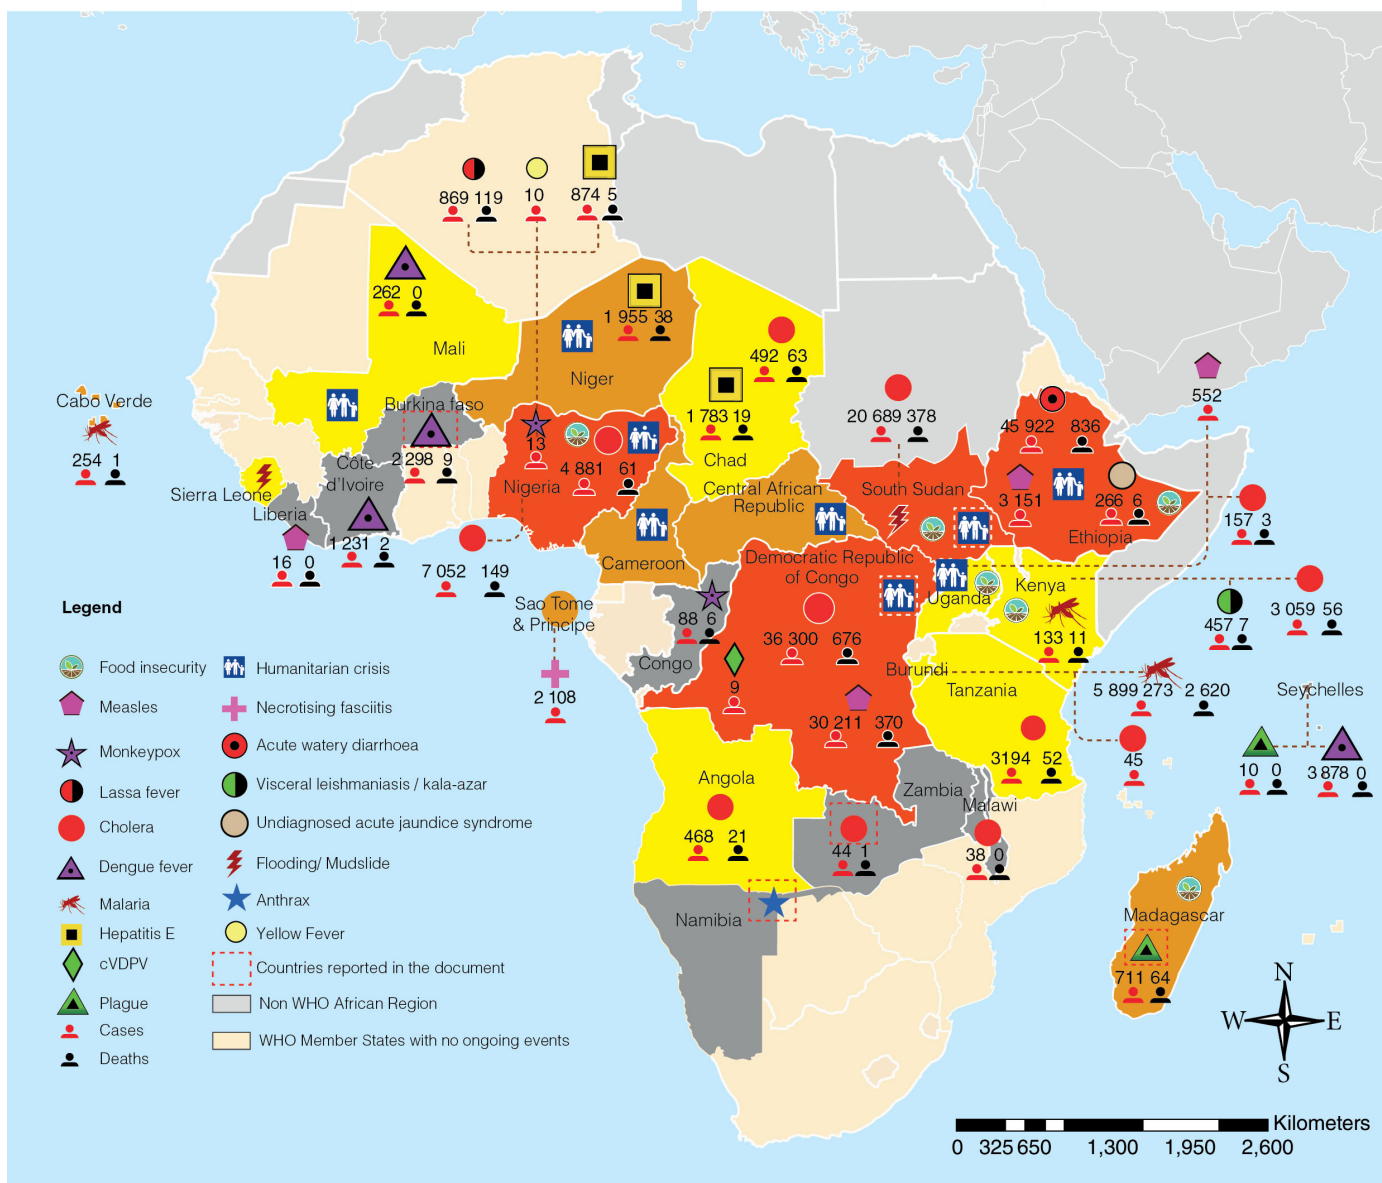 869 119
10
874 5
262 0
Mali
1 955 38
Niger
492 63
1 783 19
Chad
Cabo Verde
254 1
Burkina faso
2 298 9
Côte
d'Ivoire
1 231 2
Sierra Leone
Liberia
16 0
13
4 881 61
Nigeria
7 052 149
20 689 378
552
45 922 836
3 151
266 6
Ethiopia
157 3
Central African
Republic
South Sudan
Cameroon
Democratic Republic
of Congo
Uganda
Kenya
Sao Tome
& Principe
2 108
88 6
Congo
36 300 676
9
30 211 370
133 11
457 7
3 059 56
Burundi
Tanzania
5 899 273 2 620
Seychelles
3194 52
45
10 0
3 878 0
Angola
468 21
Zambia
Malawi
44 1
38 0
Namibia
Madagascar
711 64
Legend
Food insecurity
Humanitarian crisis
Measles
Necrotising fasciitis
Monkeypox
Acute watery diarrhoea
Lassa fever
Visceral leishmaniasis / kala-azar
Cholera
Undiagnosed acute jaundice syndrome
Dengue fever
Flooding/ Mudslide
Malaria
Anthrax
Hepatitis E
Yellow Fever
cVDPV
Countries reported in the document
Plague
Non WHO African Region
Cases
WHO Member States with no ongoing events
Deaths
N
W E
S
Kilometers
0 325 650 1,300 1,950 2,600